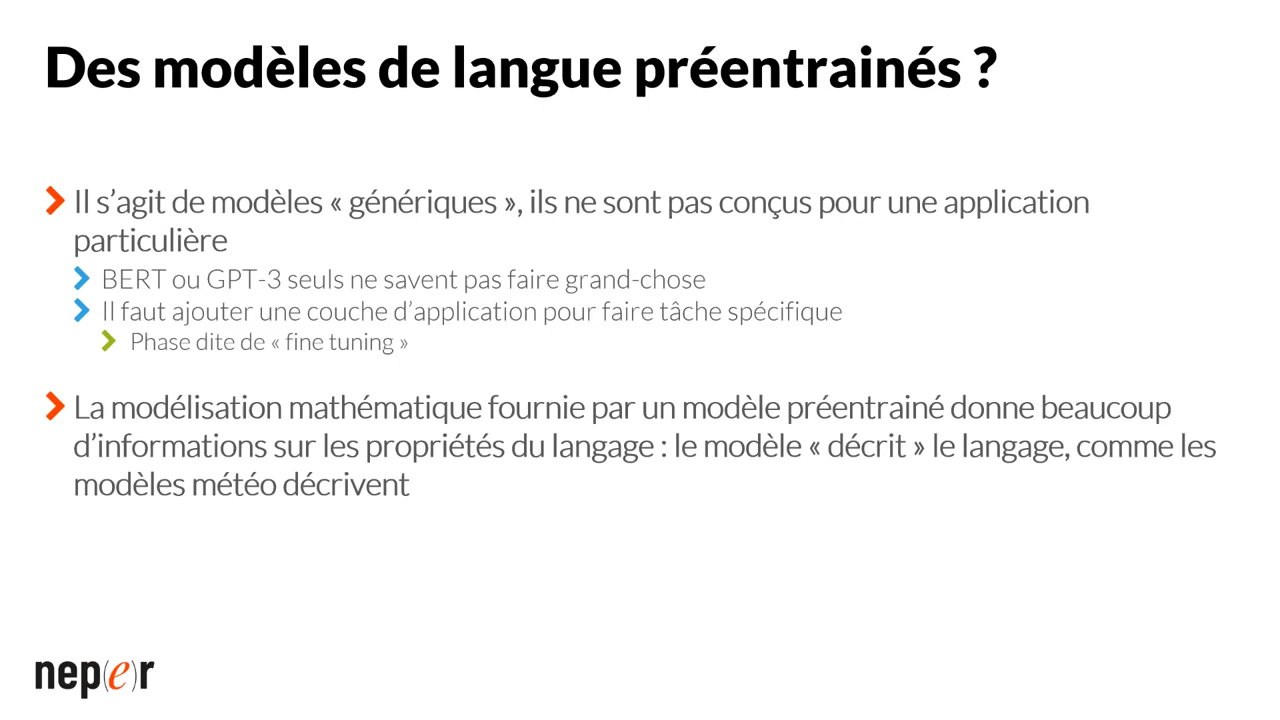 Des modèles de langue préentrainés ?
Il s’agit de modèles « génériques », ils ne sont pas conçus pour une application
particulière
BERT ou GPT-3 seuls ne savent pas faire grand-chose
Il faut ajouter une couche d’application pour faire tâche spécifique
Phase dite de « fine tuning »
La modélisation mathématique fournie par un modèle préentrainé donne beaucoup
d’informations sur les propriétés du langage : le modèle « décrit » le langage, comme les
modèles météo décrivent
nep(e)r